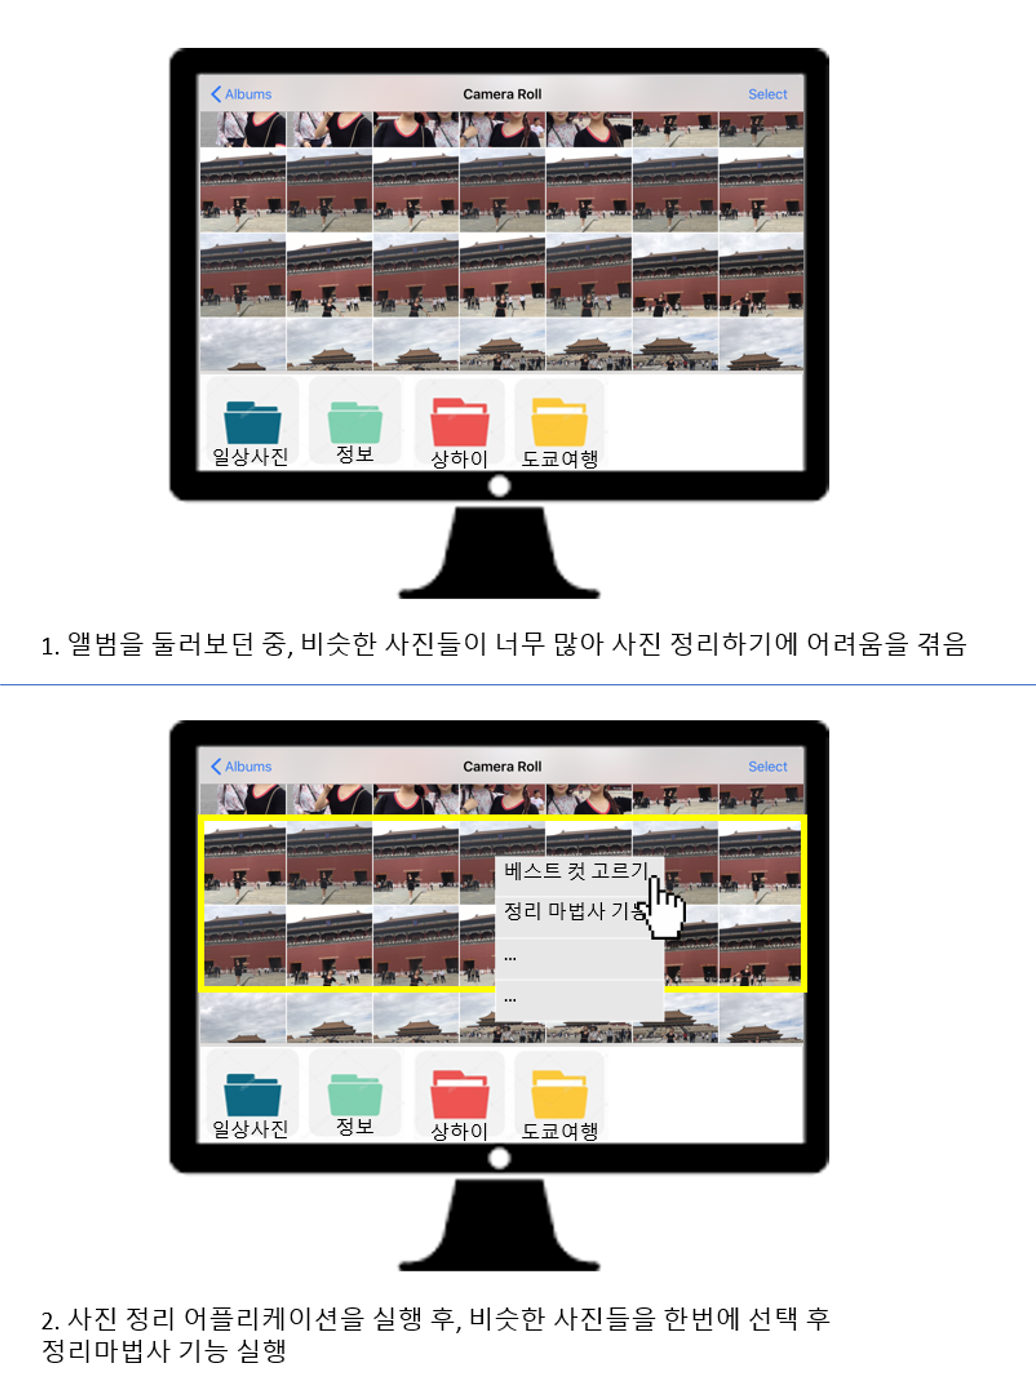 Albums Camera Roll Select
일상사진 정보 상하이 도쿄여행
1. 앨범을 둘러보던 중, 비슷한 사진들이 너무 많아 사진 정리하기에 어려움을 겪음
Albums Camera Roll Select
베스트 컷 고르기
정리 마법사 기능
...
...
일상사진 정보 상하이 도쿄여행
2. 사진 정리 어플리케이션을 실행 후, 비슷한 사진들을 한번에 선택 후
정리마법사 기능 실행